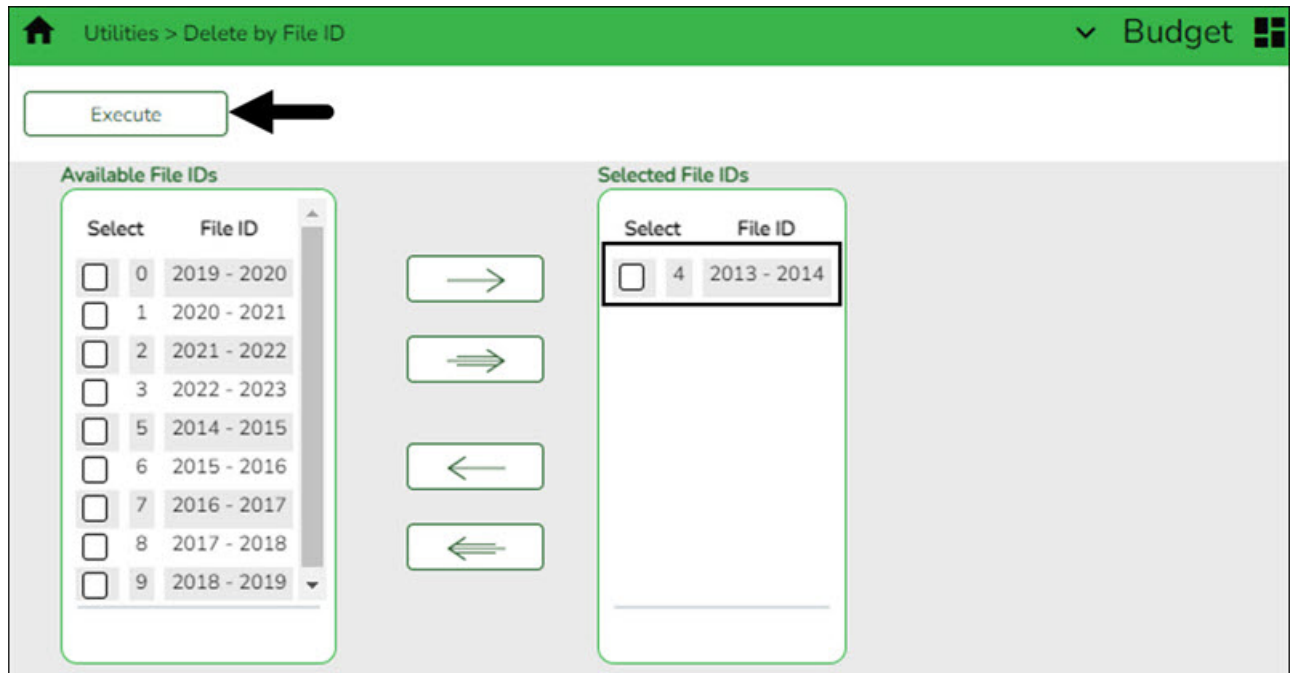 Utilities > Delete by File ID
Budget
Execute
Available File IDs
Select File ID
0 2019 - 2020
1 2020 - 2021
2 2021 - 2022
3 2022 - 2023
5 2014 - 2015
6 2015 - 2016
7 2016 - 2017
8 2017 - 2018
9 2018 - 2019
Selected File IDs
Select File ID
4 2013 - 2014